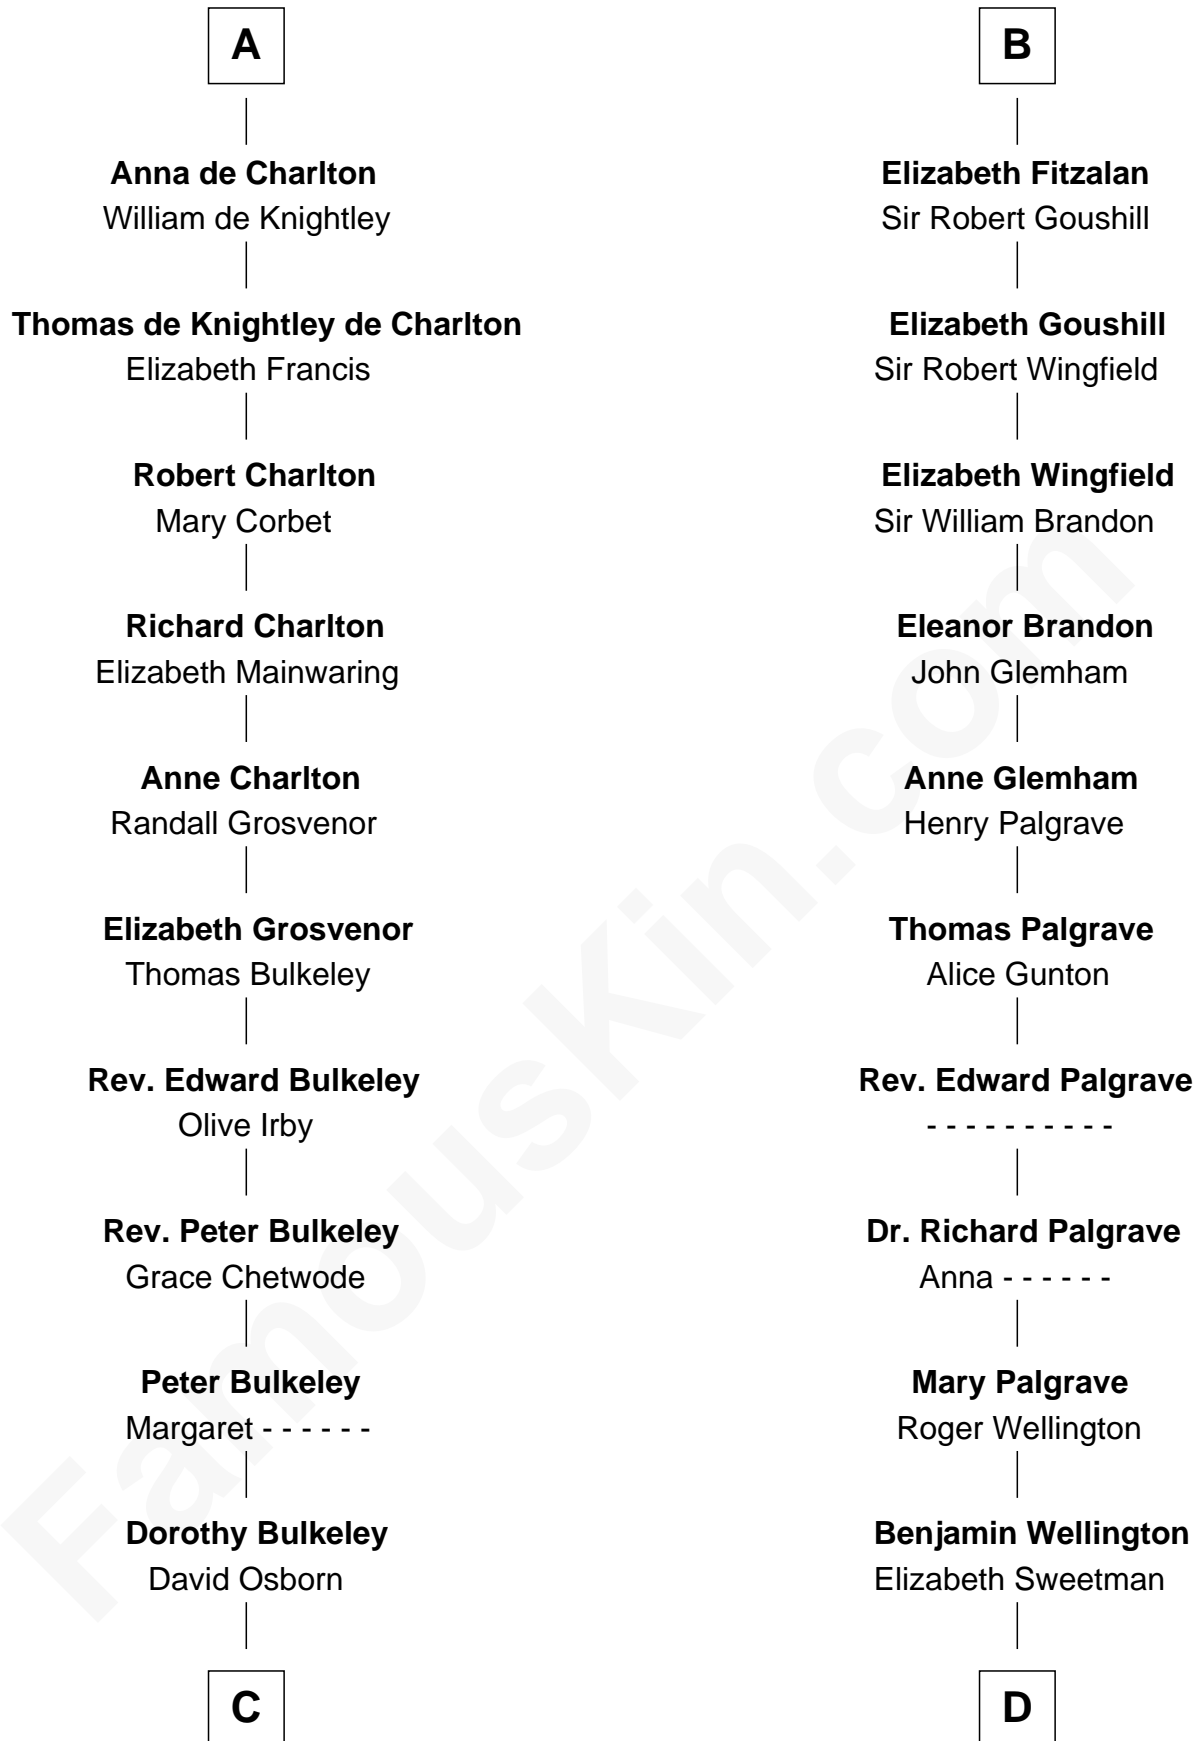 A
Anna de Charlton
William de Knightley
Thomas de Knightley de Charlton
Elizabeth Francis
Robert Charlton
Mary Corbet
Richard Charlton
Elizabeth Mainwaring
Anne Charlton
Randall Grosvenor
Elizabeth Grosvenor
Thomas Bulkeley
Rev. Edward Bulkeley
Olive Irby
Rev. Peter Bulkeley
Grace Chetwode
Peter Bulkeley
Margaret - - - - - -
Dorothy Bulkeley
David Osborn
C
B
Elizabeth Fitzalan
Sir Robert Goushill
Elizabeth Goushill
Sir Robert Wingfield
Elizabeth Wingfield
Sir William Brandon
Eleanor Brandon
John Glemham
Anne Glemham
Henry Palgrave
Thomas Palgrave
Alice Gunton
Rev. Edward Palgrave
- - - - - - - - - -
Dr. Richard Palgrave
Anna - - - - - -
Mary Palgrave
Roger Wellington
Benjamin Wellington
Elizabeth Sweetman
D
FamousKin.com